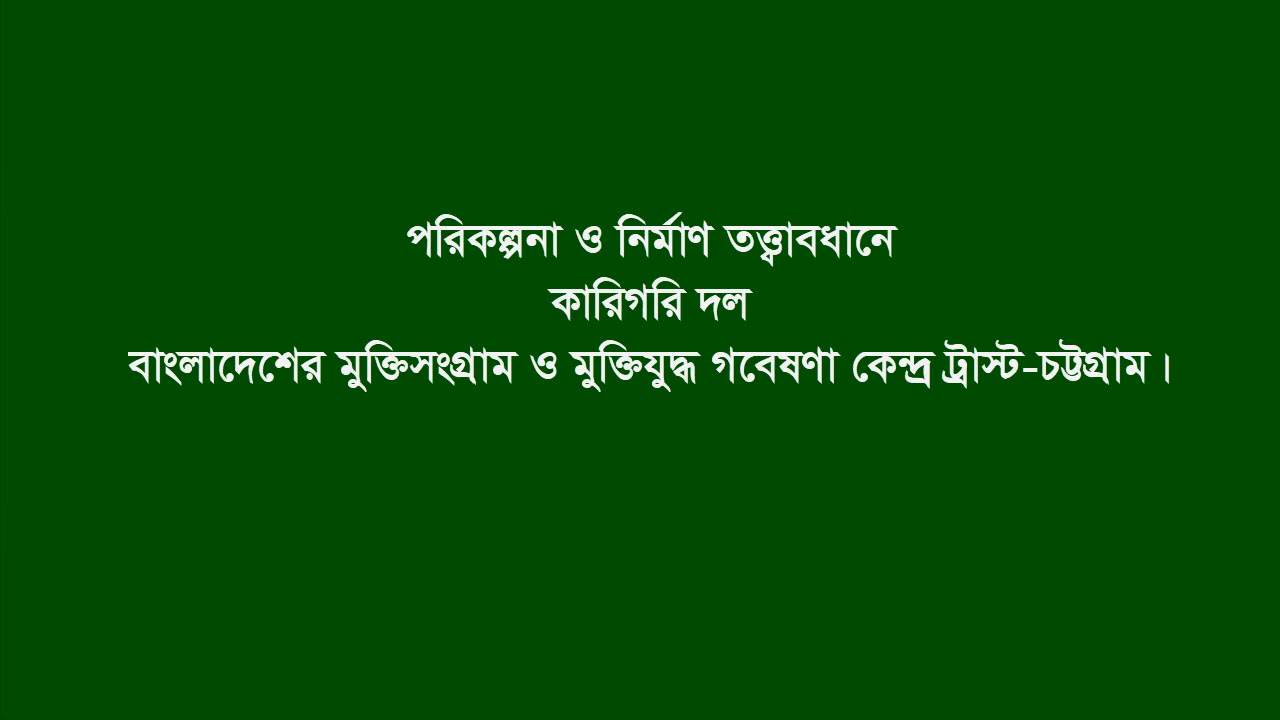 পরিকল্পনা ও নির্মাণ তত্ত্বাবধানে
কারিগরি দল
বাংলাদেশের মুক্তিসংগ্রাম ও মুক্তিযুদ্ধ গবেষণা কেন্দ্র ট্রাস্ট-চট্টগ্রাম।